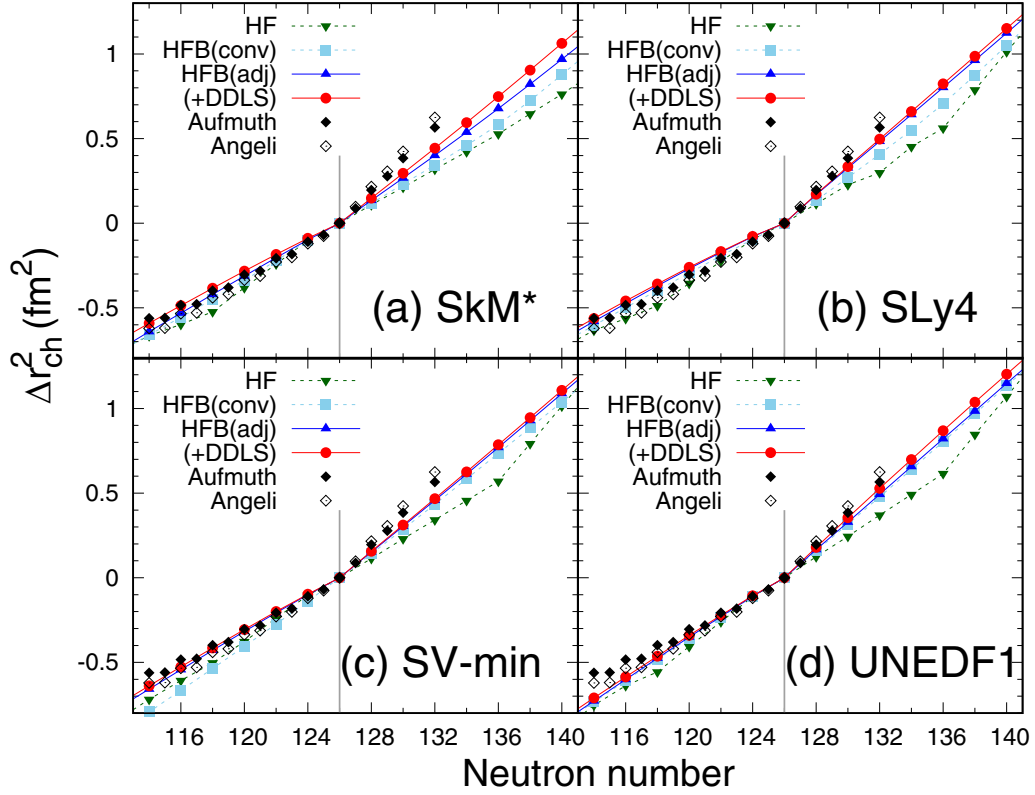 HF
HFB(conv)
HFB(adj)
(+DDLS)
Aufmuth
Angeli
(a) SkM*
HF
HFB(conv)
HFB(adj)
(+DDLS)
Aufmuth
Angeli
(b) SLy4
1
0.5
0
-0.5
HF
HFB(conv)
HFB(adj)
(+DDLS)
Aufmuth
Angeli
(c) SV-min
HF
HFB(conv)
HFB(adj)
(+DDLS)
Aufmuth
Angeli
(d) UNEDF1
1
0.5
0
-0.5
116 120 124 128 132 136 140
116 120 124 128 132 136 140
Δr²ch (fm²)
Neutron number